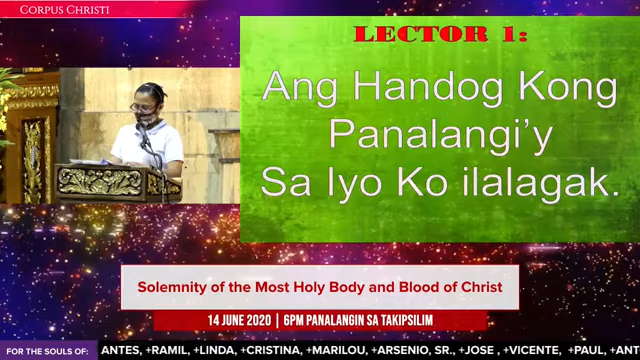 CORPUS CHRISTI
LECTOR 1:
Ang Handog Kong
Panalangi'y
Sa Iyo Ko ilalagak.
Solemnity of the Most Holy Body and Blood of Christ
14 JUNE 2020 | 6PM PANALANGIN SA TAKIPSILIM
FOR THE SOULS OF: ANTES, +RAMIL, +LINDA, +CRISTINA, +MARILOU, +ARSENIO, SR., +JOSE , +VICENTE, +PAUL, +ANT